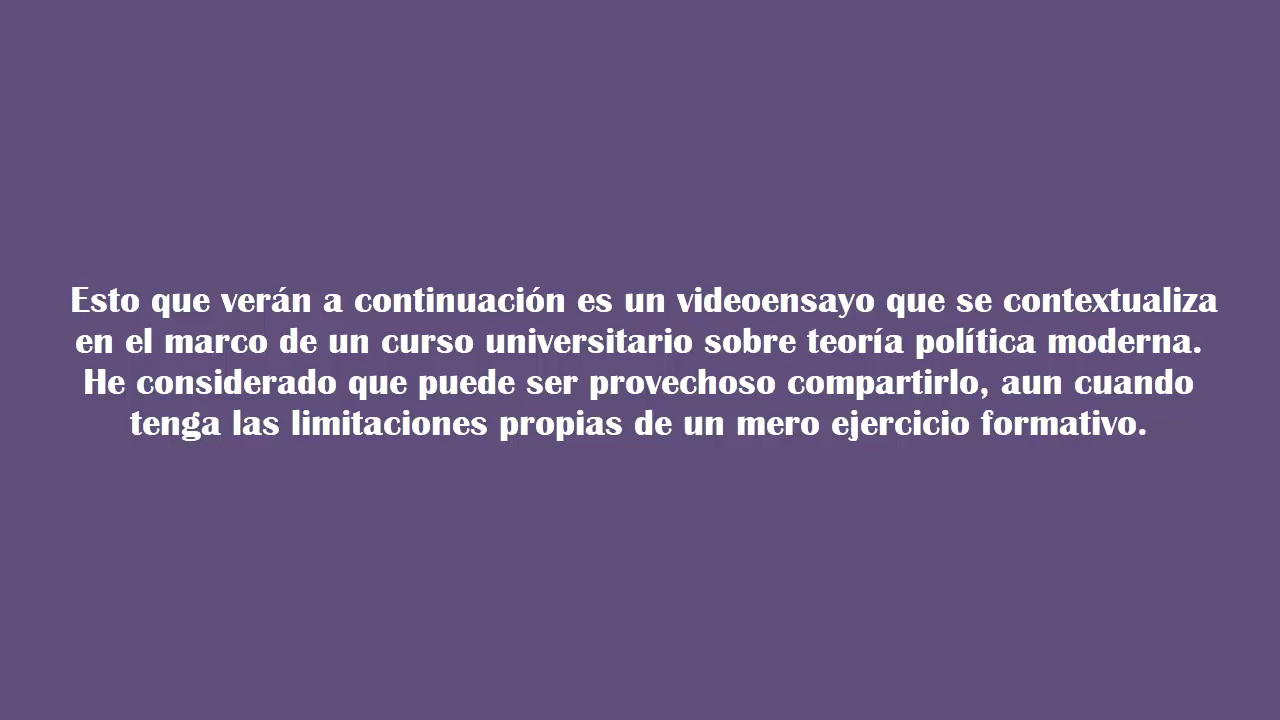 Esto que verán a continuación es un videoensayo que se contextualiza
en el marco de un curso universitario sobre teoría política moderna.
He considerado que puede ser provechoso compartirlo, aun cuando
tenga las limitaciones propias de un mero ejercicio formativo.